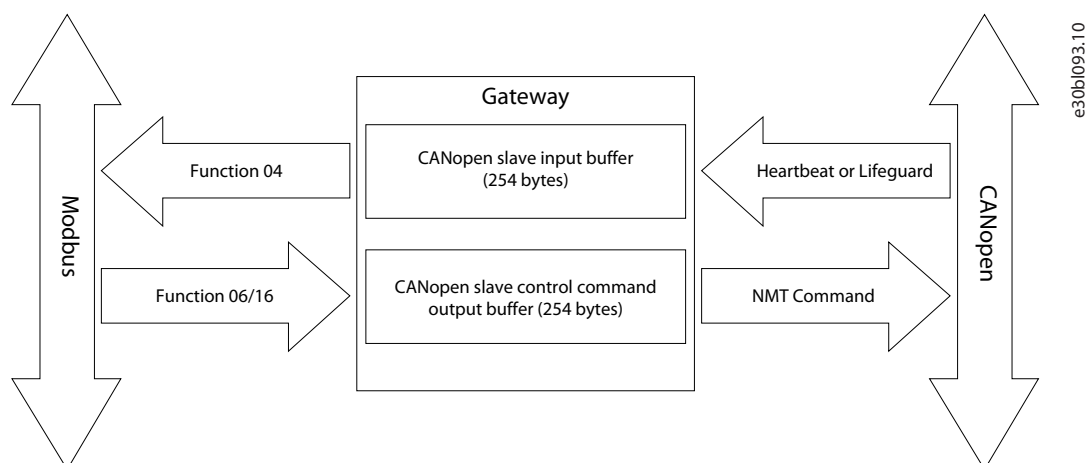 Gateway
CANopen slave input buffer
(254 bytes)
Function 04
Heartbeat or Lifeguard
Modbus
CANopen
CANopen slave control command
output buffer (254 bytes)
Function 06/16
NMT Command
e30bl093.10